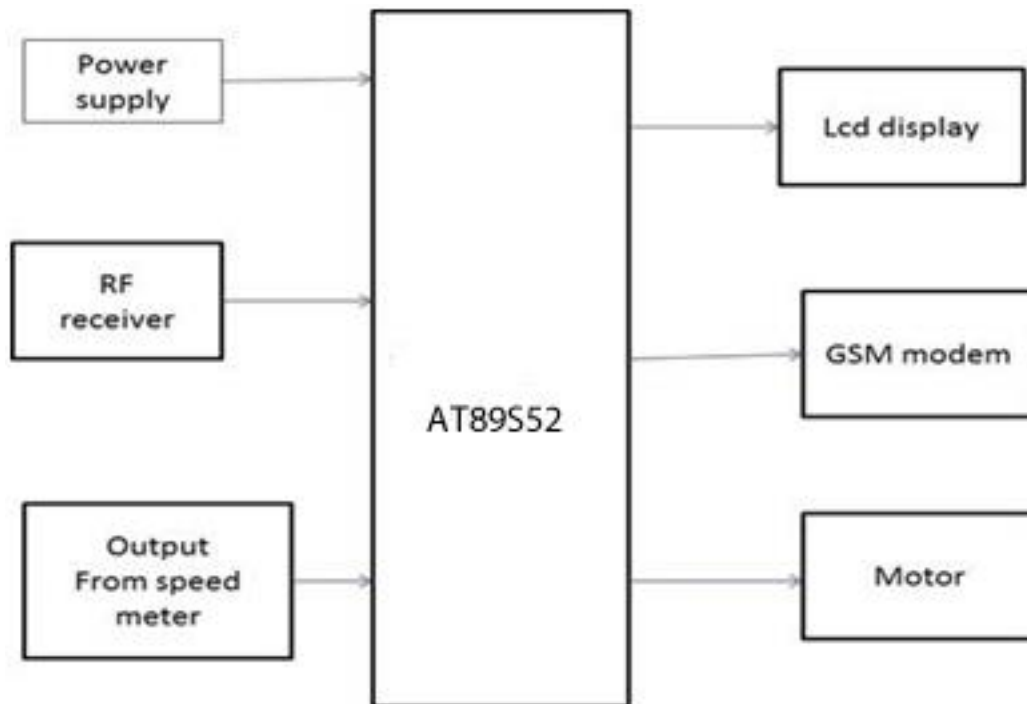 Power
supply
RF
receiver
Output
From speed
meter
AT89S52
Lcd display
GSM modem
Motor